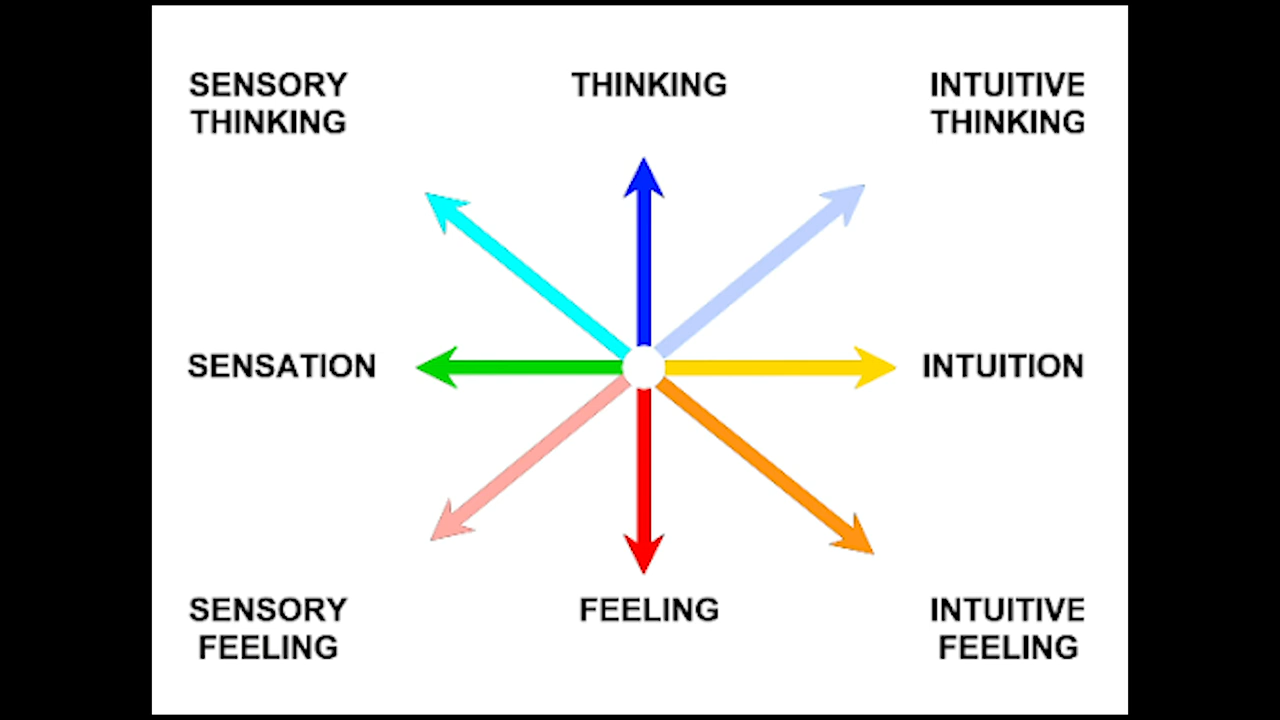 SENSORY
THINKING
THINKING
INTUITIVE
THINKING
SENSATION
INTUITION
SENSORY
FEELING
FEELING
INTUITIVE
FEELING